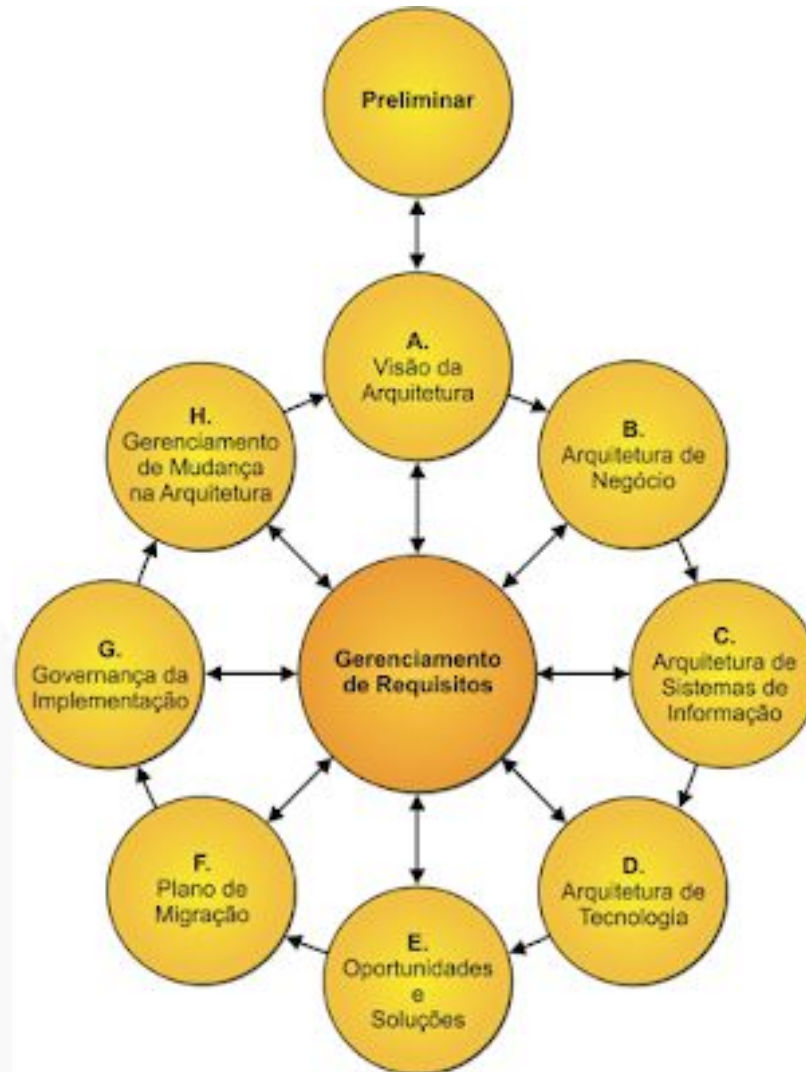 Preliminar
A.
Visão da
Arquitetura
B.
Arquitetura de
Negócio
C.
Arquitetura de
Sistemas de
Informação
D.
Arquitetura de
Tecnologia
E.
Oportunidades
e
Soluções
F.
Plano de
Migração
G.
Governança da
Implementação
H.
Gerenciamento
de Mudança
na Arquitetura
Gerenciamento
de Requisitos